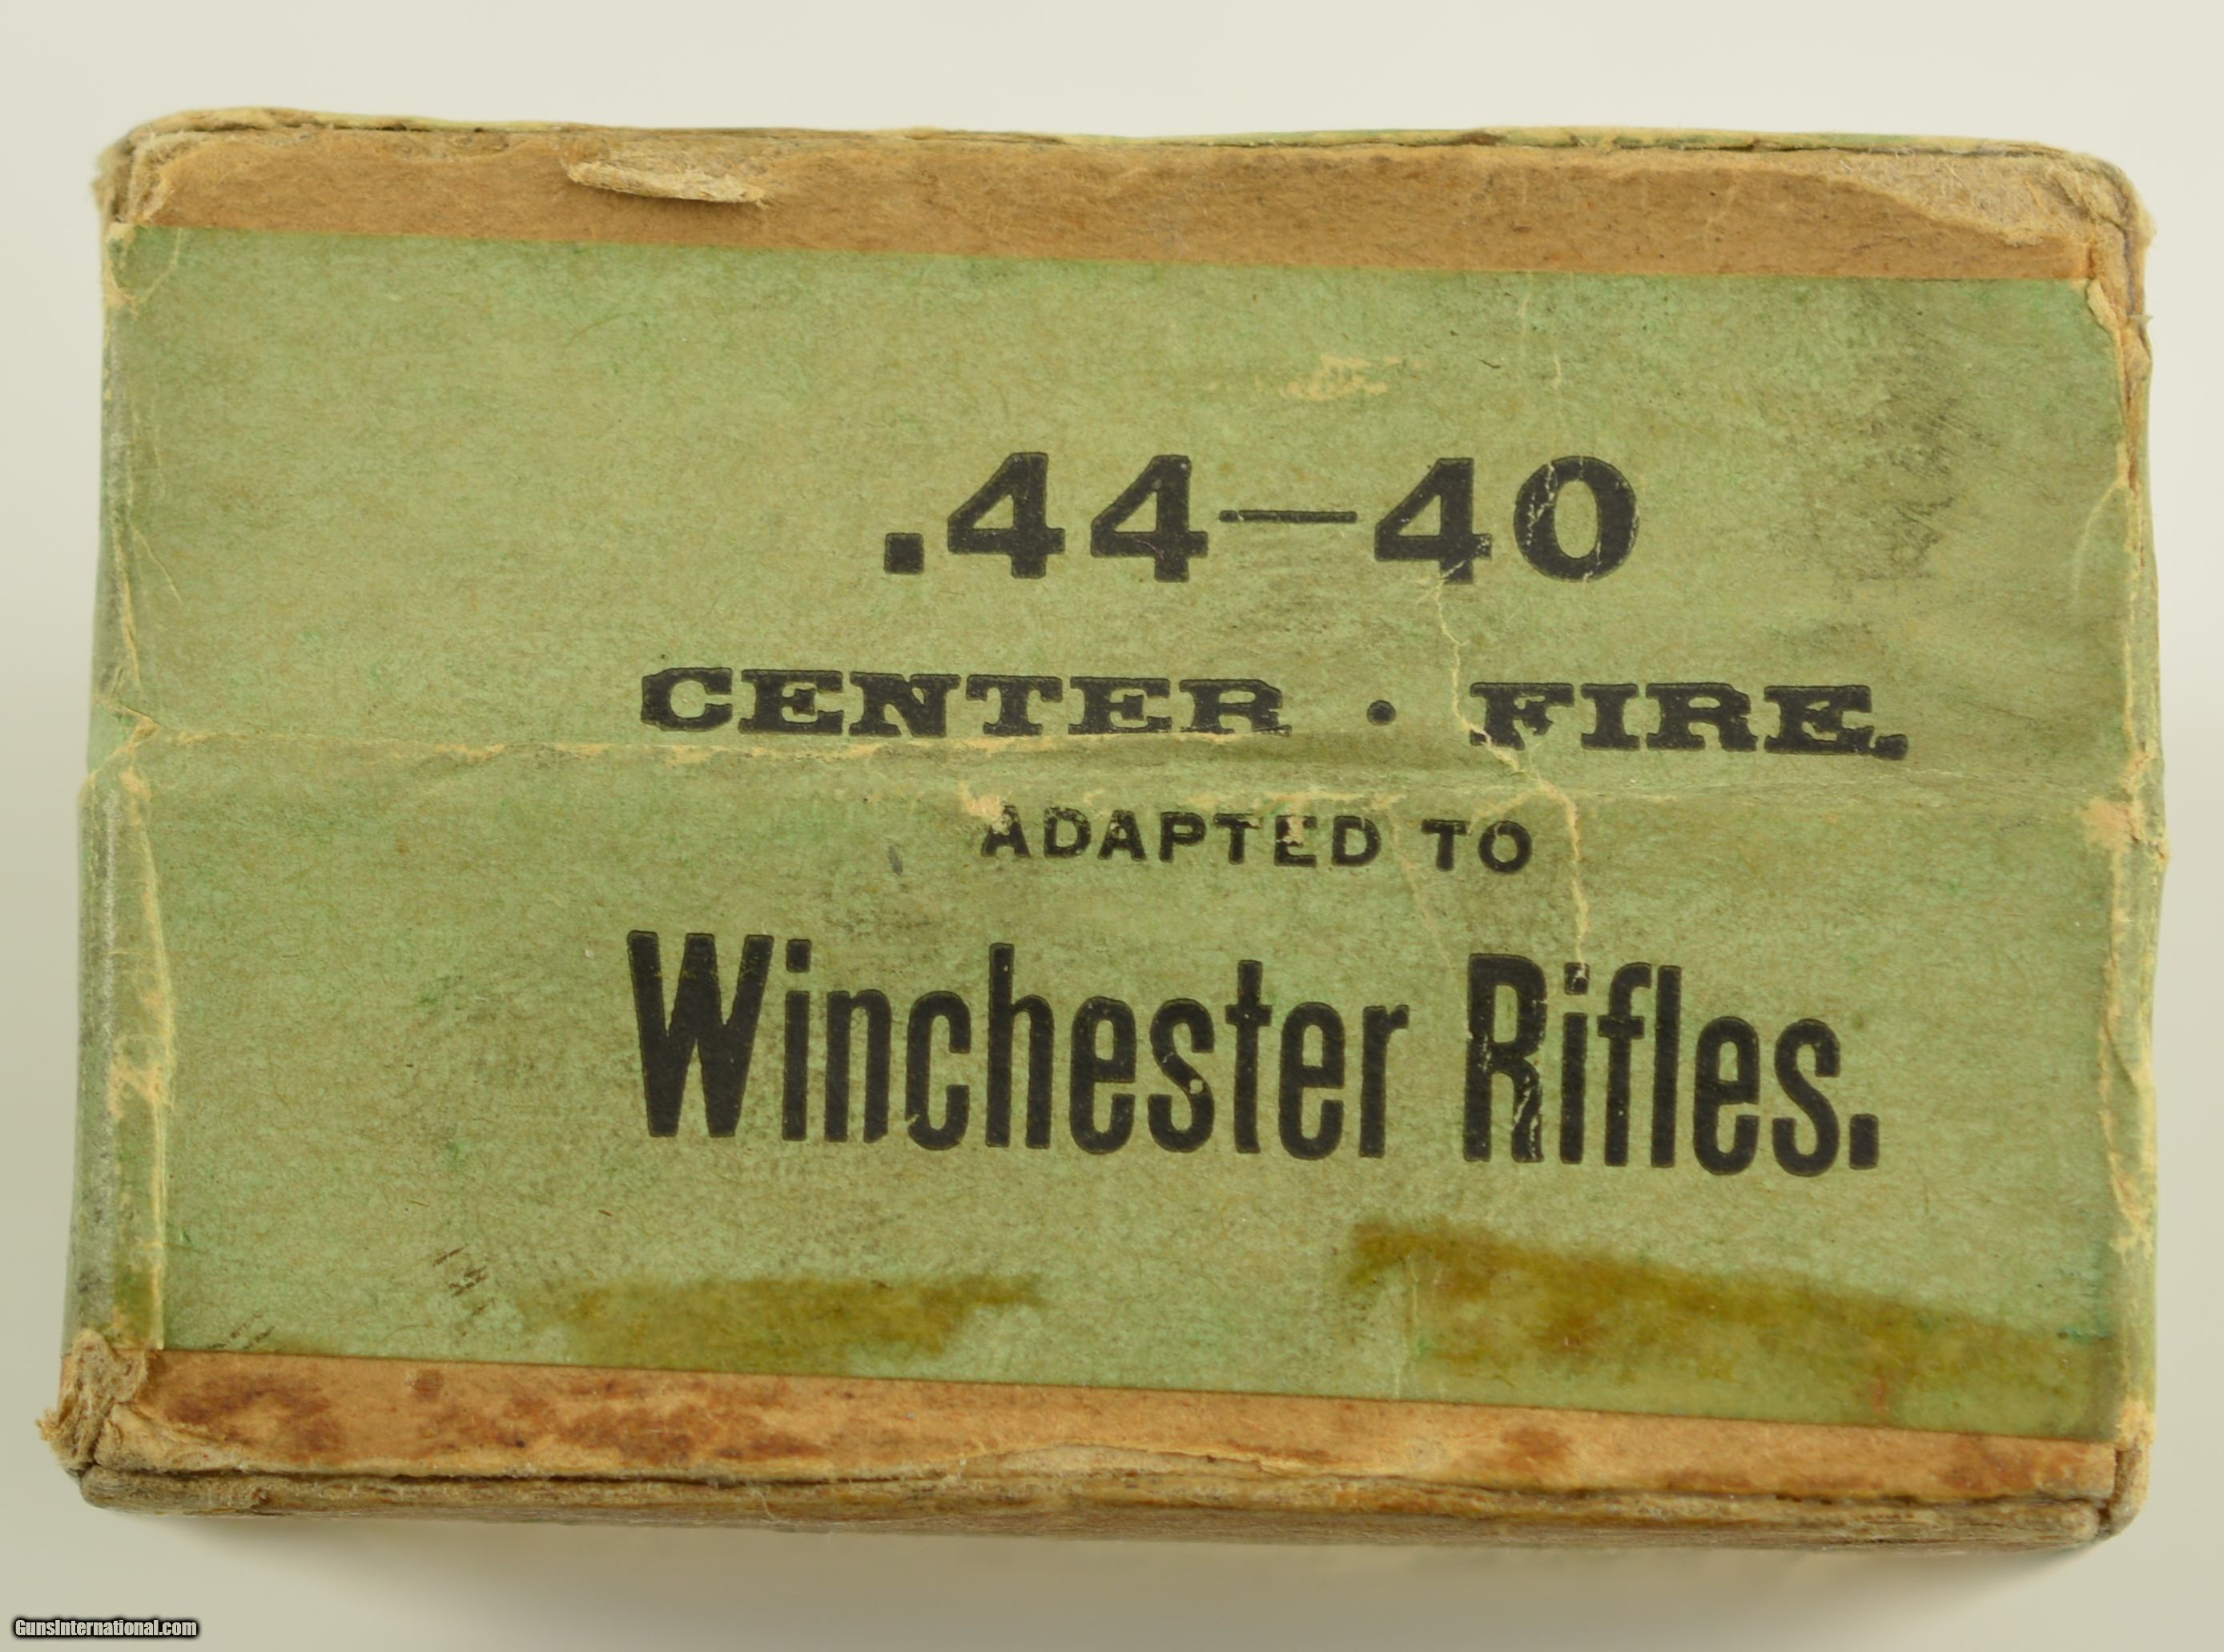 .44—40
CENTER · FIRE.
ADAPTED TO
Winchester Rifles.
GunsInternational.com